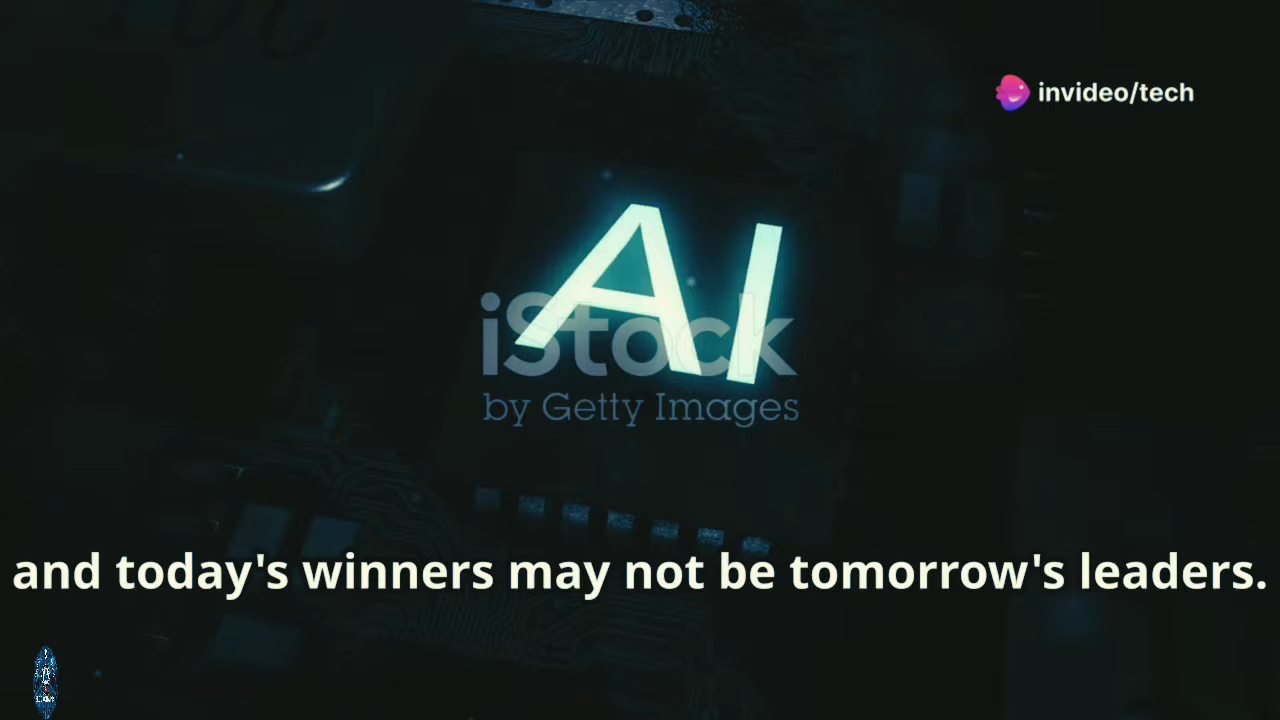 invideo/tech
AI
iStock
by Getty Images
and today's winners may not be tomorrow's leaders.